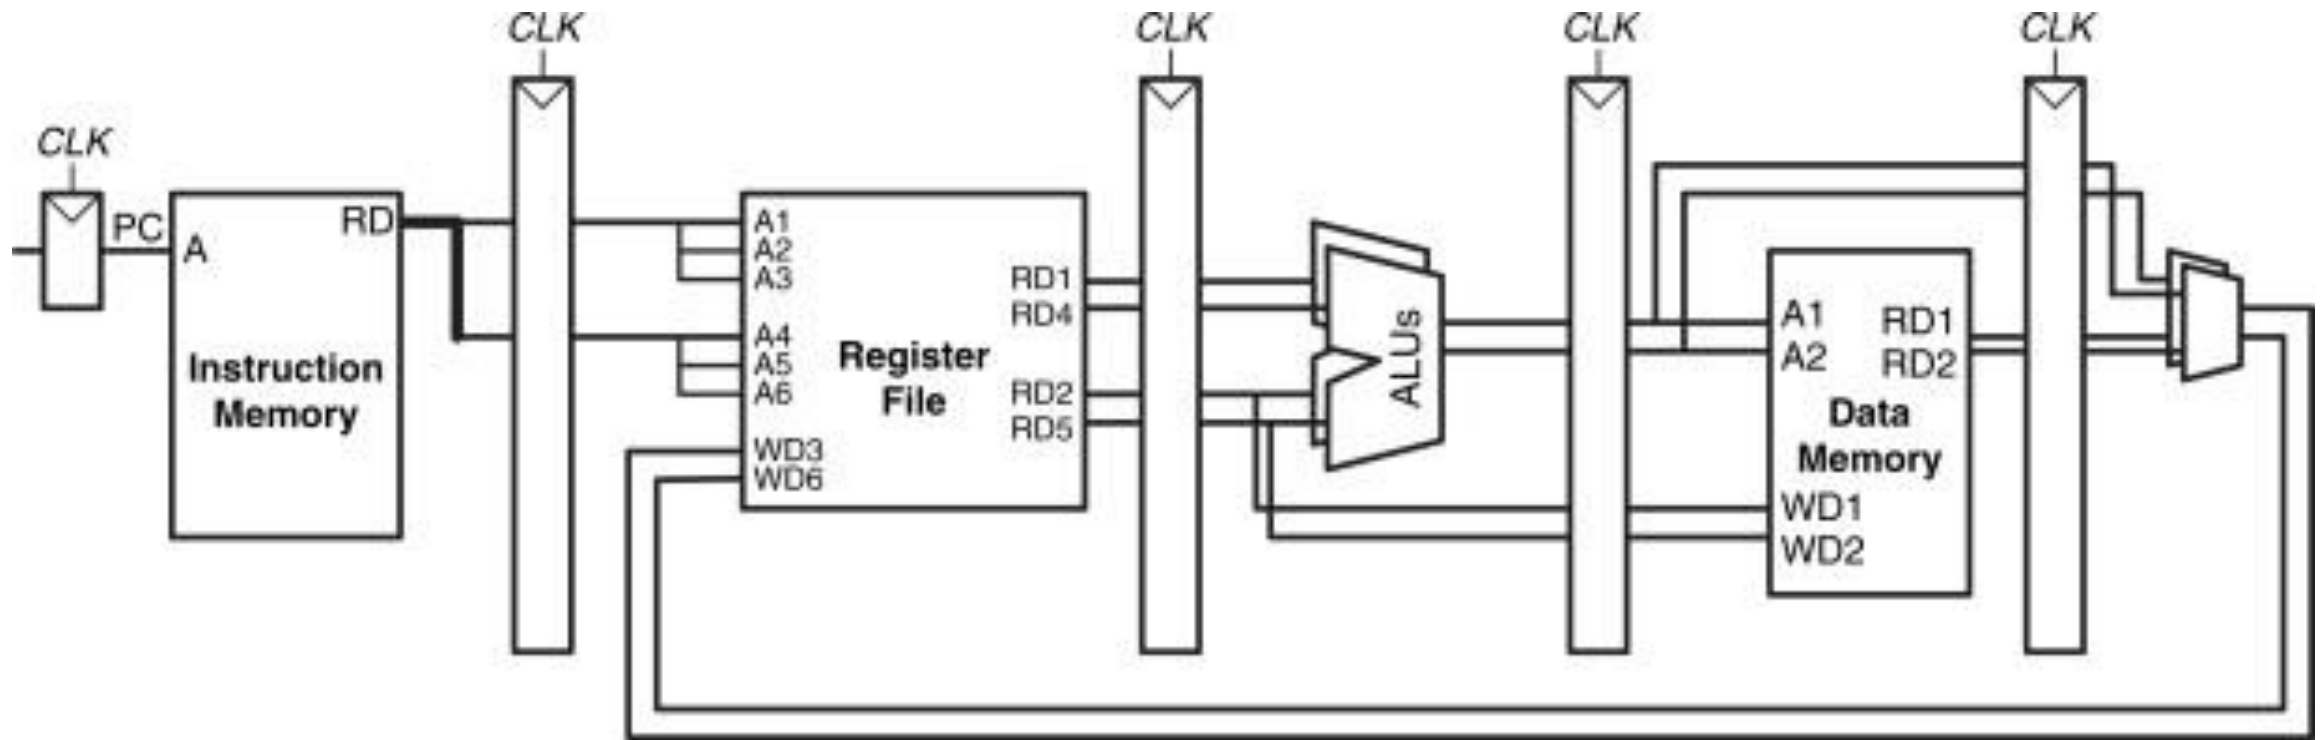 CLK
CLK
CLK
CLK
CLK
PC
A
RD
Instruction
Memory
A1
A2
A3
A4
A5
A6
WD3
WD6
Register
File
RD1
RD4
RD2
RD5
ALUs
A1
A2
RD1
RD2
Data
Memory
WD1
WD2